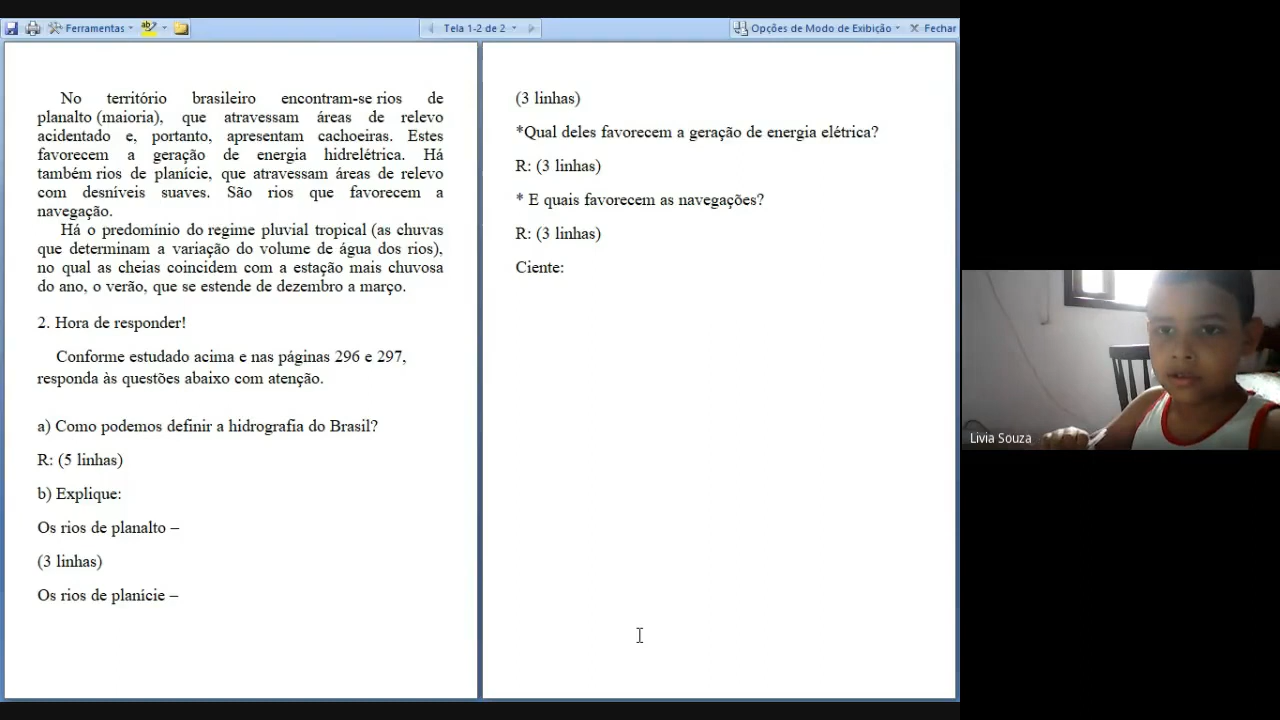 Ferramentas
Tela 1-2 de 2
Opções de Modo de Exibição
Fechar
No território brasileiro encontram-se rios de
planalto (maioria), que atravessam áreas de relevo
acidentado e, portanto, apresentam cachoeiras. Estes
favorecem a geração de energia hidrelétrica. Há
também rios de planície, que atravessam áreas de relevo
com desníveis suaves. São rios que favorecem a
navegação.
Há o predomínio do regime pluvial tropical (as chuvas
que determinam a variação do volume de água dos rios),
no qual as cheias coincidem com a estação mais chuvosa
do ano, o verão, que se estende de dezembro a março.
2. Hora de responder!
Conforme estudado acima e nas páginas 296 e 297,
responda às questões abaixo com atenção.
a) Como podemos definir a hidrografia do Brasil?
R: (5 linhas)
b) Explique:
Os rios de planalto –
(3 linhas)
Os rios de planície –
(3 linhas)
*Qual deles favorecem a geração de energia elétrica?
R: (3 linhas)
* E quais favorecem as navegações?
R: (3 linhas)
Ciente:
Livia Souza